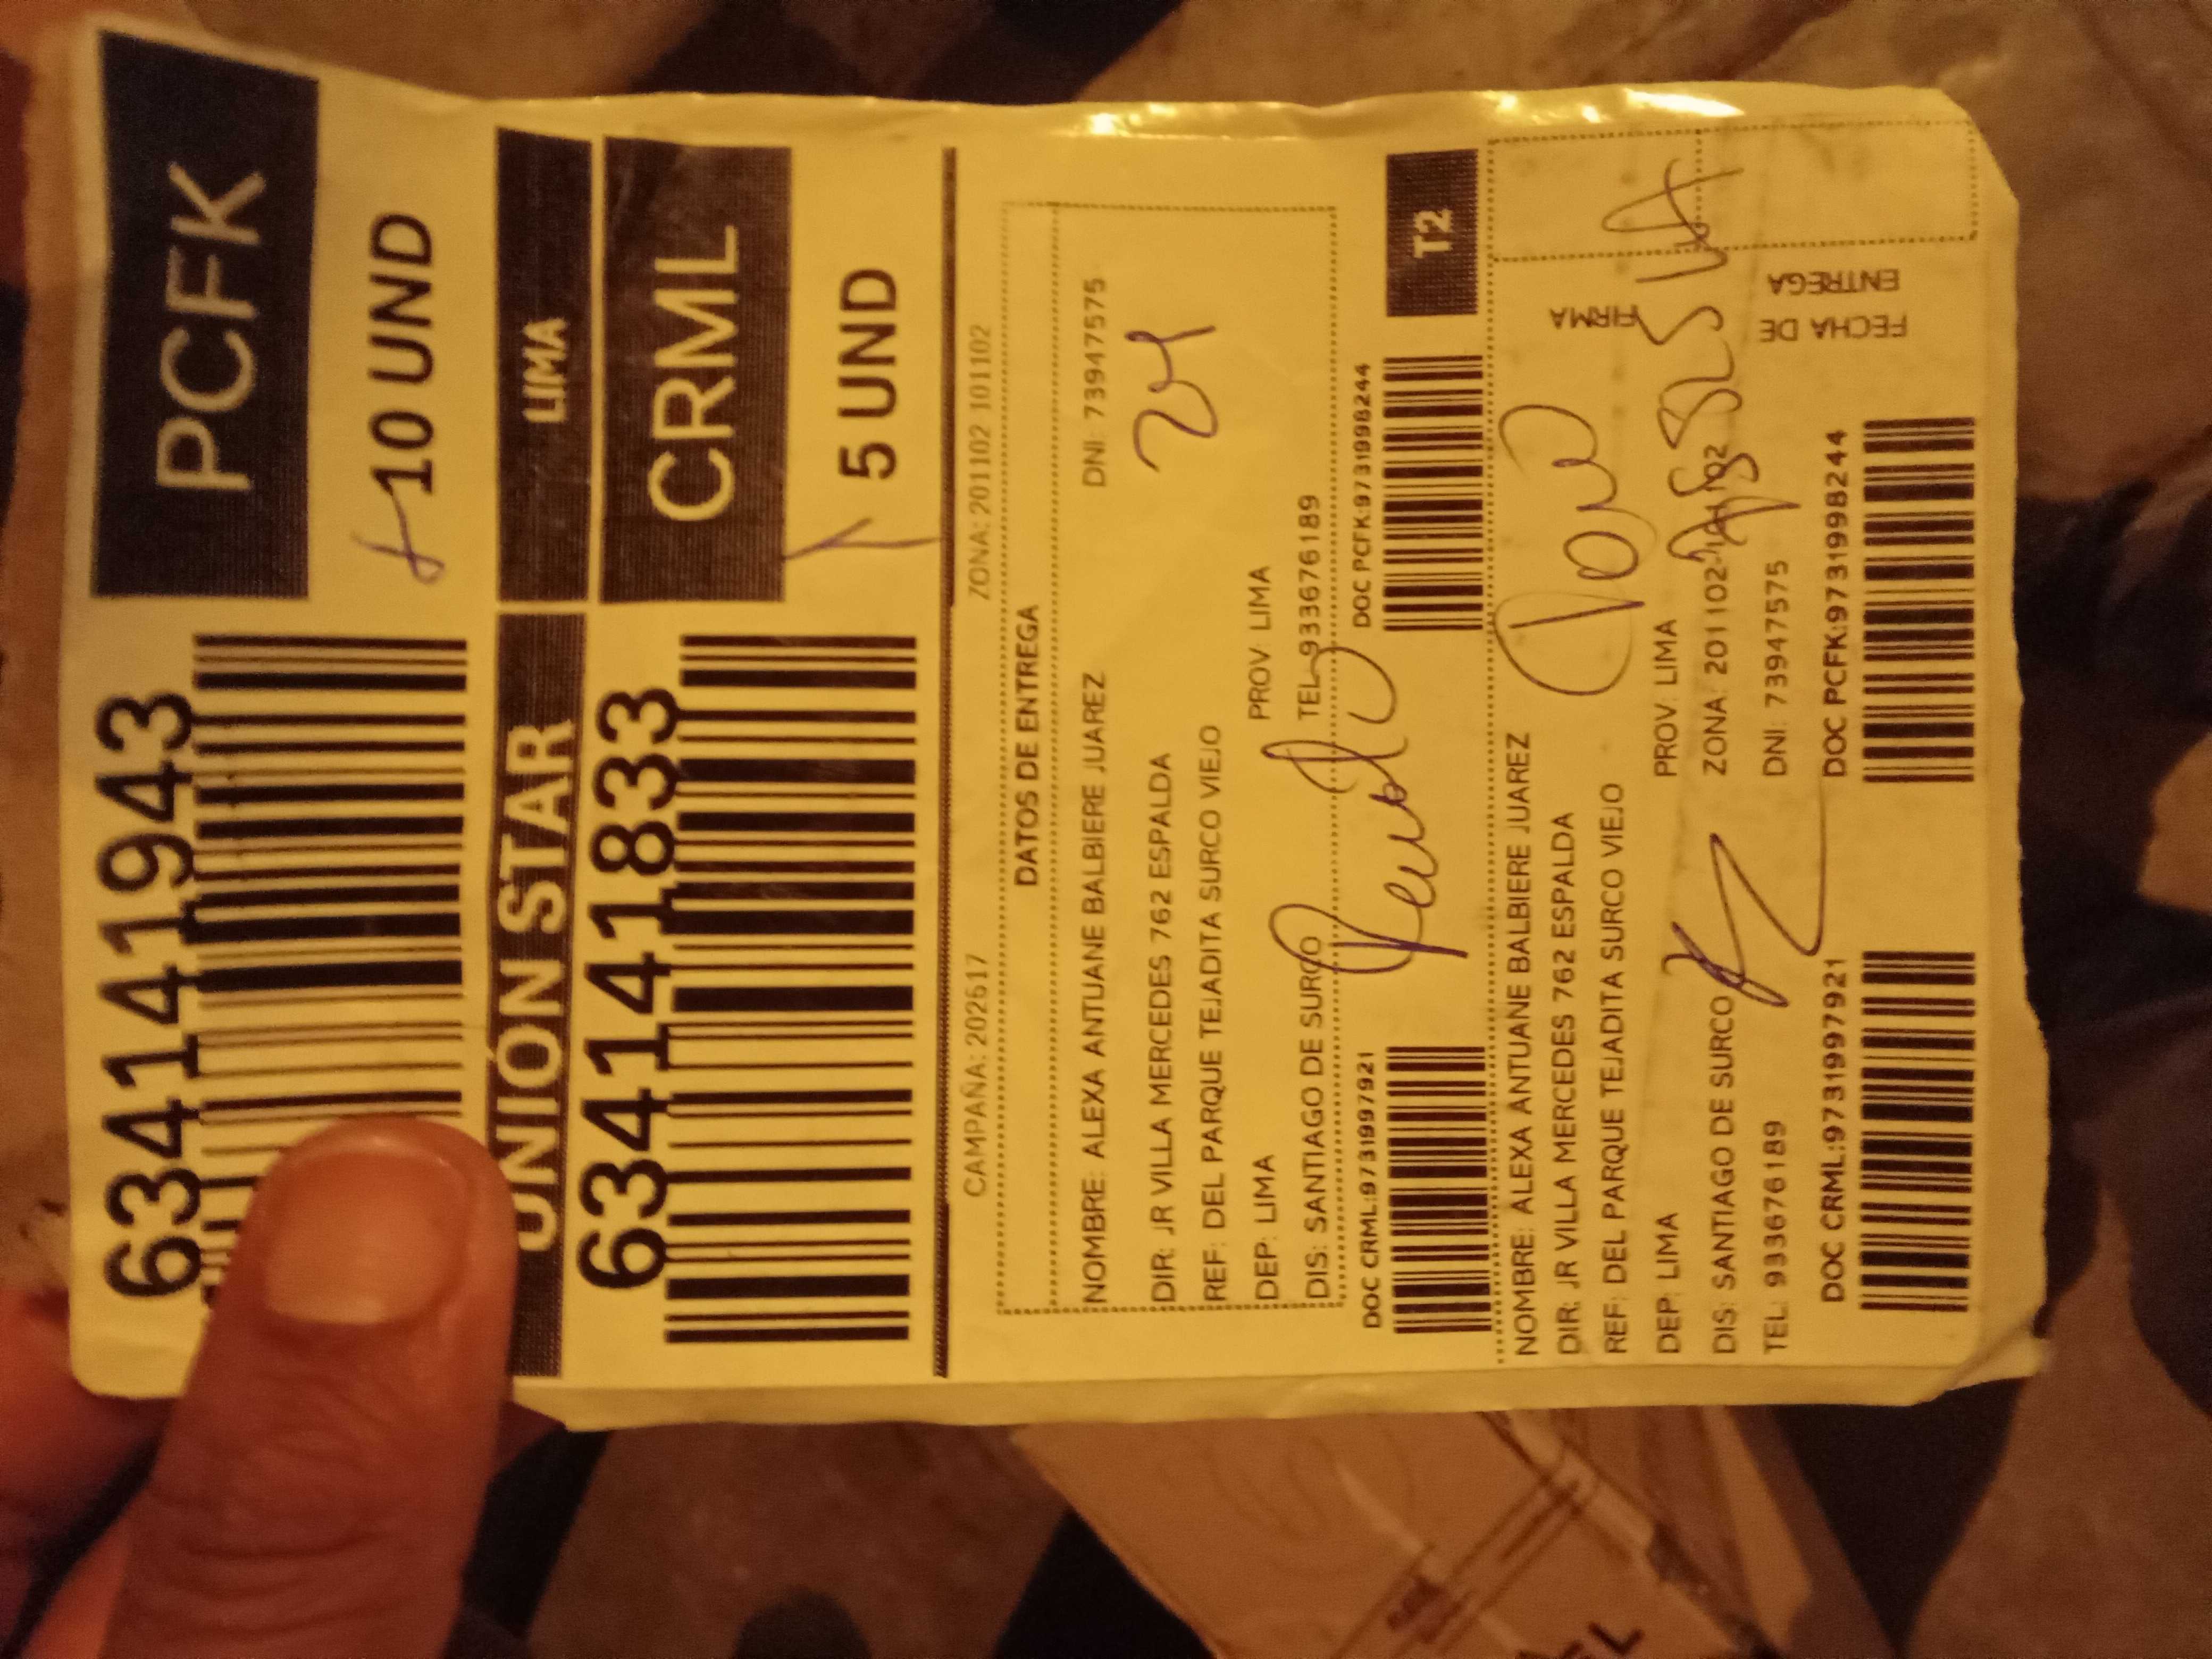 634141943
PCFK
10 UND
UNIÓN STAR LIMA
634141833
CRML
5 UND
CAMPAÑA: 202617 ZONA: 201102 101102
DATOS DE ENTREGA
NOMBRE: ALEXA ANTUANE BALBIERE JUAREZ DNI: 73947575
DIR: JR VILLA MERCEDES 762 ESPALDA
REF: DEL PARQUE TEJADITA SURCO VIEJO
DEP: LIMA PROV: LIMA
DIS: SANTIAGO DE SURCO TEL: 933676189
DOC CRML:9731997921 DOC PCFK:9731998244
T2
NOMBRE: ALEXA ANTUANE BALBIERE JUAREZ
DIR: JR VILLA MERCEDES 762 ESPALDA
REF: DEL PARQUE TEJADITA SURCO VIEJO
DEP: LIMA PROV: LIMA
DIS: SANTIAGO DE SURCO ZONA: 201102-101102
TEL: 933676189 DNI: 73947575
DOC CRML:9731997921 DOC PCFK:9731998244
FIRMA
FECHA DE
ENTREGA